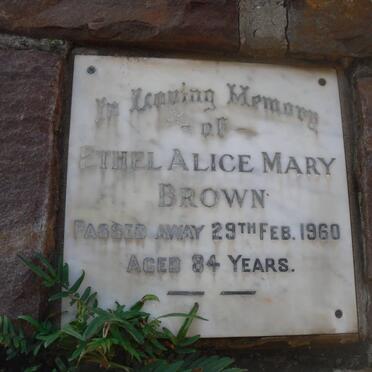 In Loving Memory
- of -
ETHEL ALICE MARY
BROWN
PASSED AWAY 29TH FEB. 1960
AGED 84 YEARS.